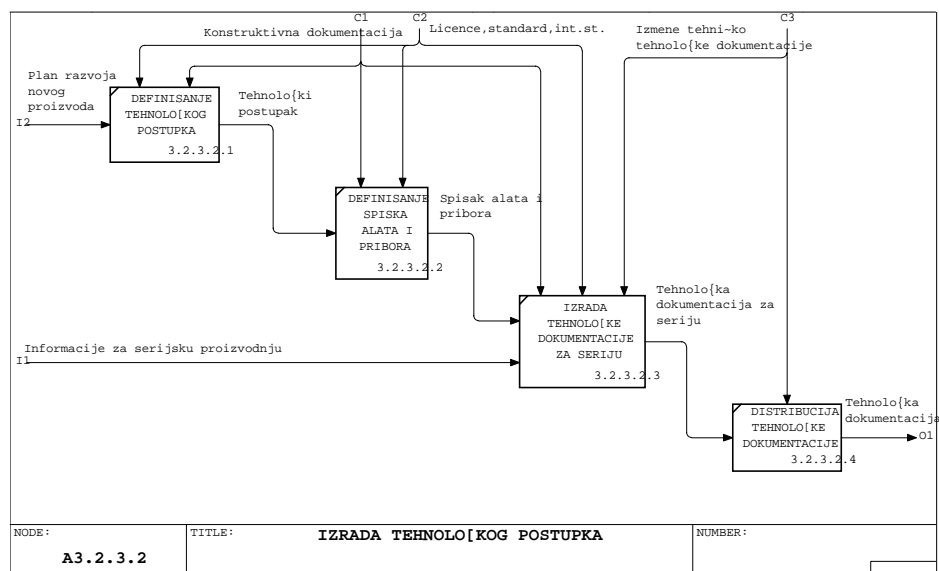 C1
C2
C3
Konstruktivna dokumentacija
Licence,standard,int.st.
Izmene tehni~ko
tehnolo{ke dokumentacije
Plan razvoja
novog
proizvoda
I2
DEFINISANJE
TEHNOLO[KOG
POSTUPKA
3.2.3.2.1
Tehnolo{ki
postupak
DEFINISANJE
SPISKA
ALATA I
PRIBORA
3.2.3.2.2
Spisak alata i
pribora
IZRADA
TEHNOLO[KE
DOKUMENTACIJE
ZA SERIJU
3.2.3.2.3
Tehnolo{ka
dokumentacija za
seriju
Informacije za serijsku proizvodnju
I1
DISTRIBUCIJA
TEHNOLO[KE
DOKUMENTACIJE
3.2.3.2.4
Tehnolo{ka
dokumentacija
O1
NODE:
A3.2.3.2
TITLE:
IZRADA TEHNOLO[KOG POSTUPKA
NUMBER: